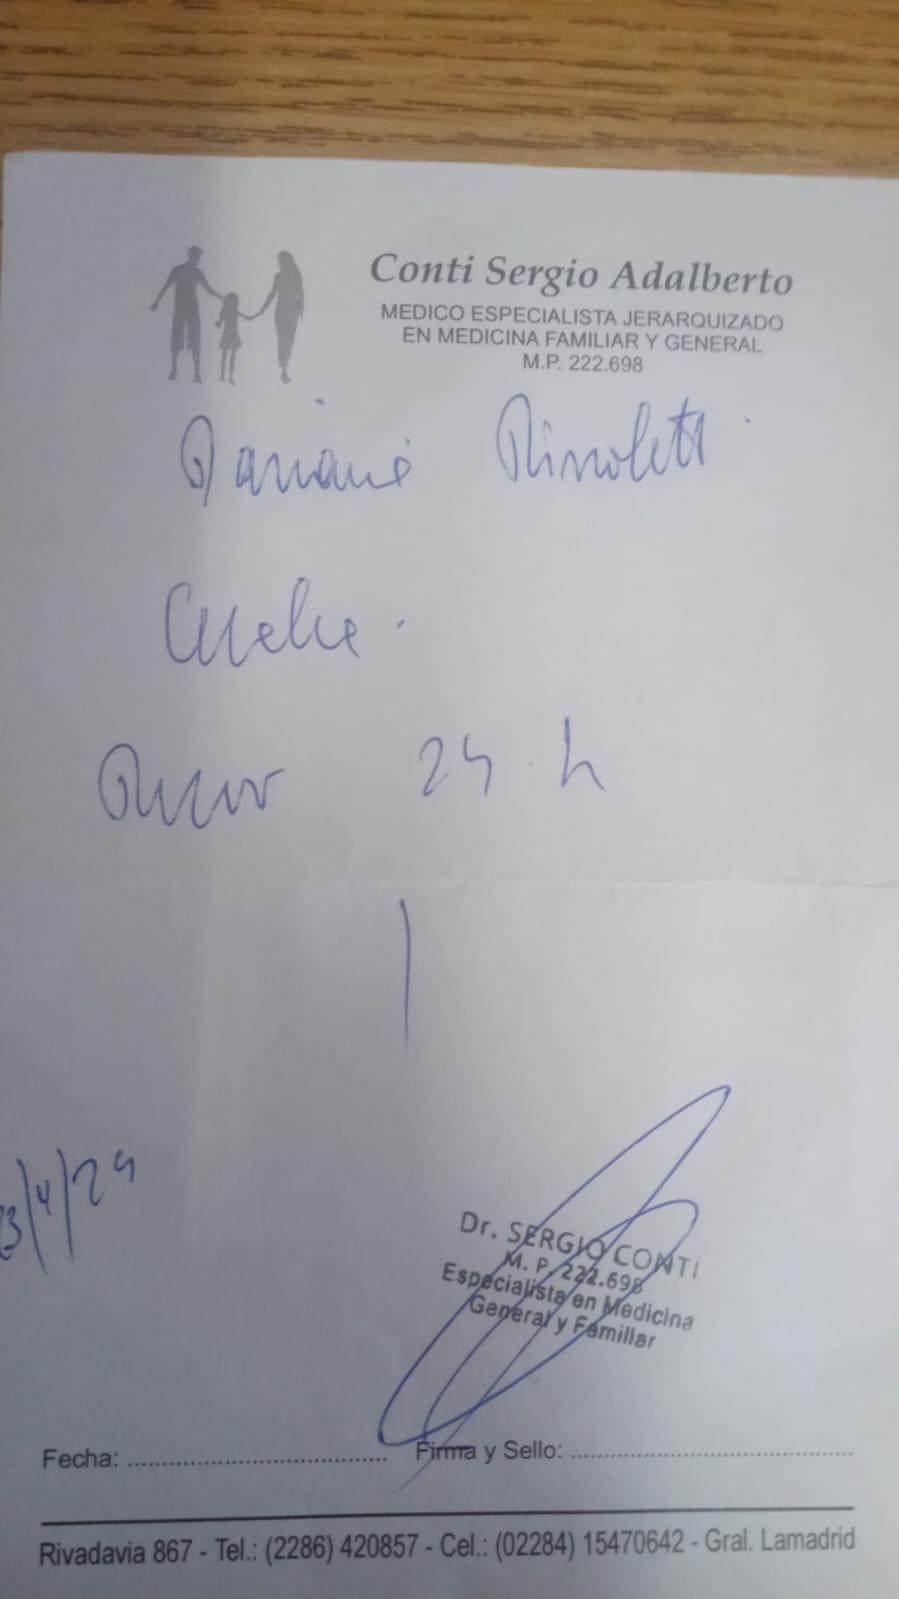 Conti Sergio Adalberto
MEDICO ESPECIALISTA JERARQUIZADO
EN MEDICINA FAMILIAR Y GENERAL
M.P. 222.698
24 h
23/4/24
Dr. SERGIO CONTI
M. P. 222.698
Especialista en Medicina
General y Familiar
Fecha: ........................................ Firma y Sello: ...........................................
Rivadavia 867 - Tel.: (2286) 420857 - Cel.: (02284) 15470642 - Gral. Lamadrid